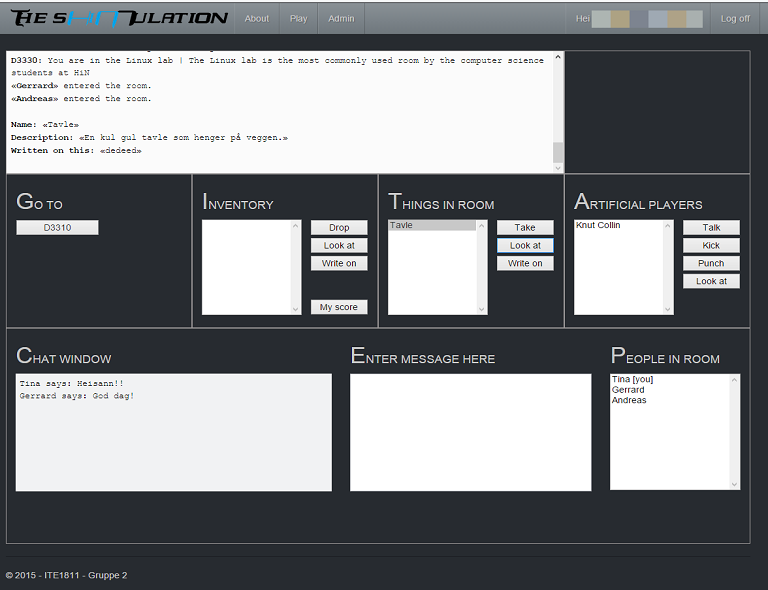 THE SHINULATION About Play Admin Hei Log off
D3330: You are in the Linux lab | The Linux lab is the most commonly used room by the computer science
students at HiN
«Gerrard» entered the room.
«Andreas» entered the room.
Name: «Tavle»
Description: «En kul gul tavle som henger på veggen.»
Written on this: «dedeed»
GO TO
D3310
INVENTORY
Drop
Look at
Write on
My score
THINGS IN ROOM
Tavle
Take
Look at
Write on
ARTIFICIAL PLAYERS
Knut Collin
Talk
Kick
Punch
Look at
CHAT WINDOW
Tina says: Heisann!!
Gerrard says: God dag!
ENTER MESSAGE HERE
PEOPLE IN ROOM
Tina [you]
Gerrard
Andreas
© 2015 - ITE1811 - Gruppe 2